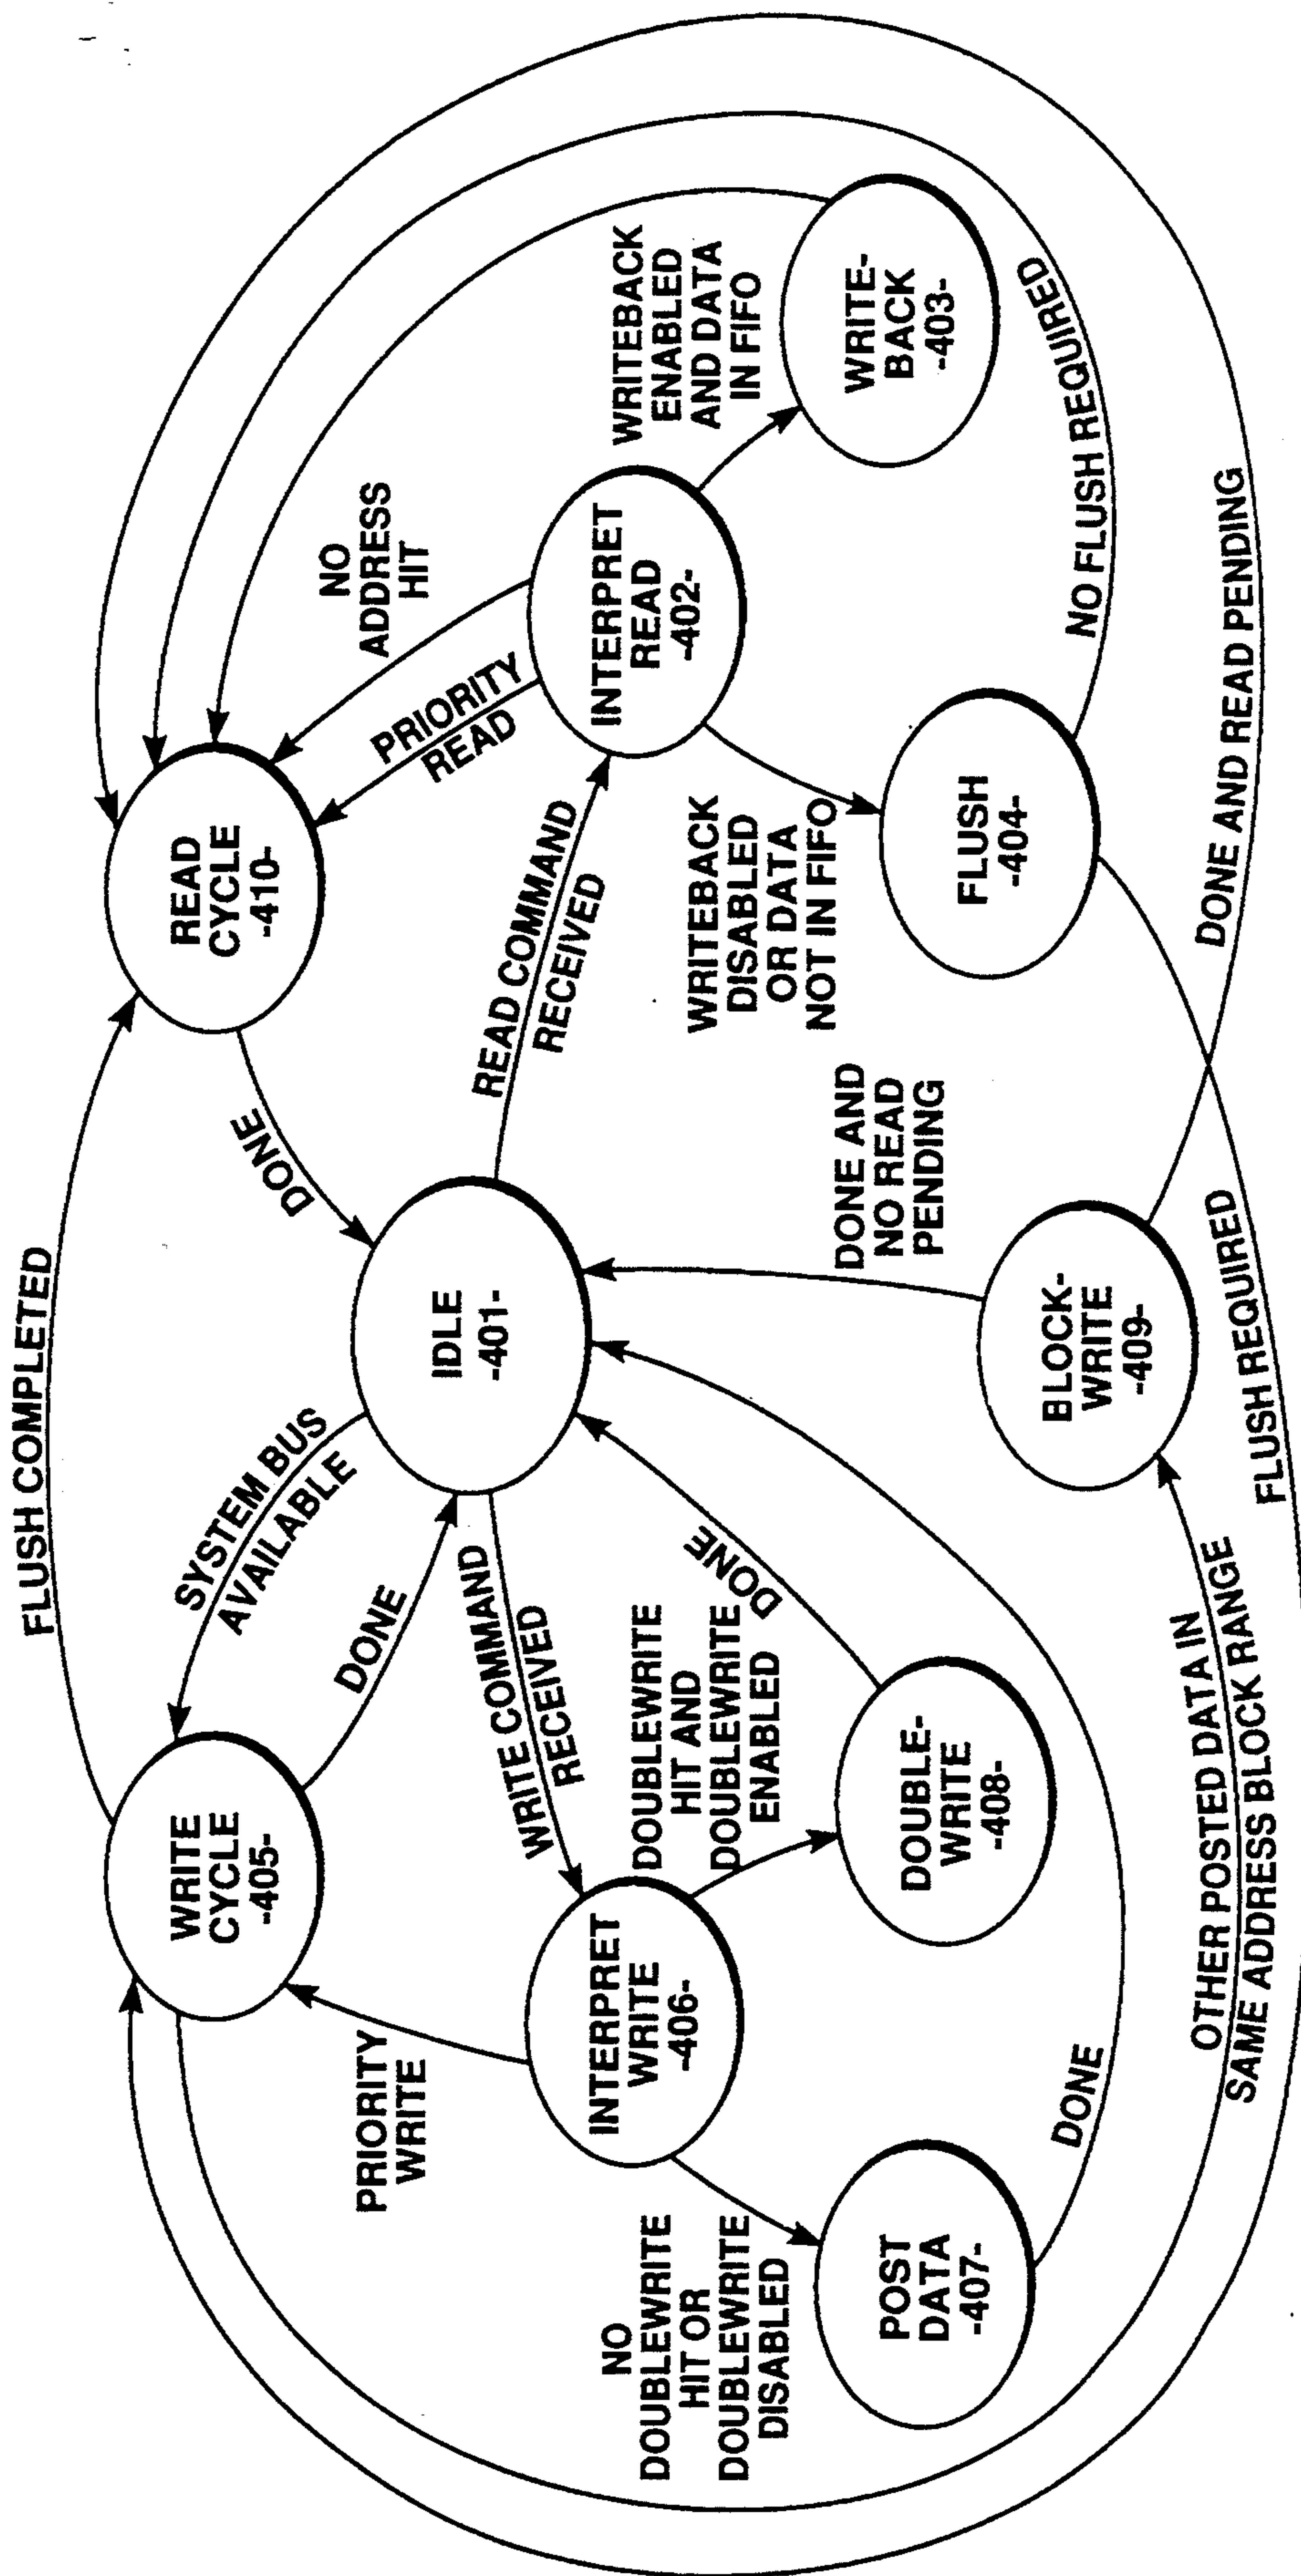 FLUSH COMPLETED
WRITE
CYCLE
-405-
SYSTEM BUS
AVAILABLE
DONE
DONE
READ
CYCLE
-410-
PRIORITY
WRITE
WRITE COMMAND
RECEIVED
IDLE
-401-
READ COMMAND
RECEIVED
PRIORITY
READ
NO
ADDRESS
HIT
INTERPRET
WRITE
-406-
INTERPRET
READ
-402-
NO
DOUBLEWRITE
HIT OR
DOUBLEWRITE
DISABLED
DOUBLEWRITE
HIT AND
DOUBLEWRITE
ENABLED
DONE
WRITEBACK
DISABLED
OR DATA
NOT IN FIFO
WRITEBACK
ENABLED
AND DATA
IN FIFO
POST
DATA
-407-
DOUBLE-
WRITE
-408-
DONE AND
NO READ
PENDING
FLUSH
-404-
WRITE-
BACK
-403-
DONE
BLOCK-
WRITE
-409-
NO FLUSH REQUIRED
OTHER POSTED DATA IN
SAME ADDRESS BLOCK RANGE
FLUSH REQUIRED
DONE AND READ PENDING